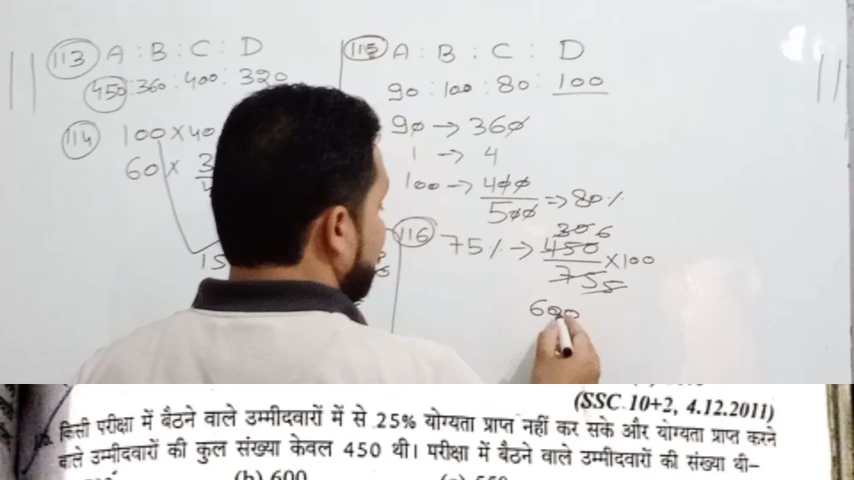 113 A : B : C : D
450 : 360 : 400 : 320
114 100 × 40
60 ×
15
115 A : B : C : D
90 : 100 : 80 : 100
90 → 360
1 → 4
100 → 400
500 ⇒ 80%
116 75% → 450 × 100
75
600
(SSC 10+2, 4.12.2011)
किसी परीक्षा में बैठने वाले उम्मीदवारों में से 25% योग्यता प्राप्त नहीं कर सके और योग्यता प्राप्त करने
वाले उम्मीदवारों की कुल संख्या केवल 450 थी। परीक्षा में बैठने वाले उम्मीदवारों की संख्या थी–
(b) 600